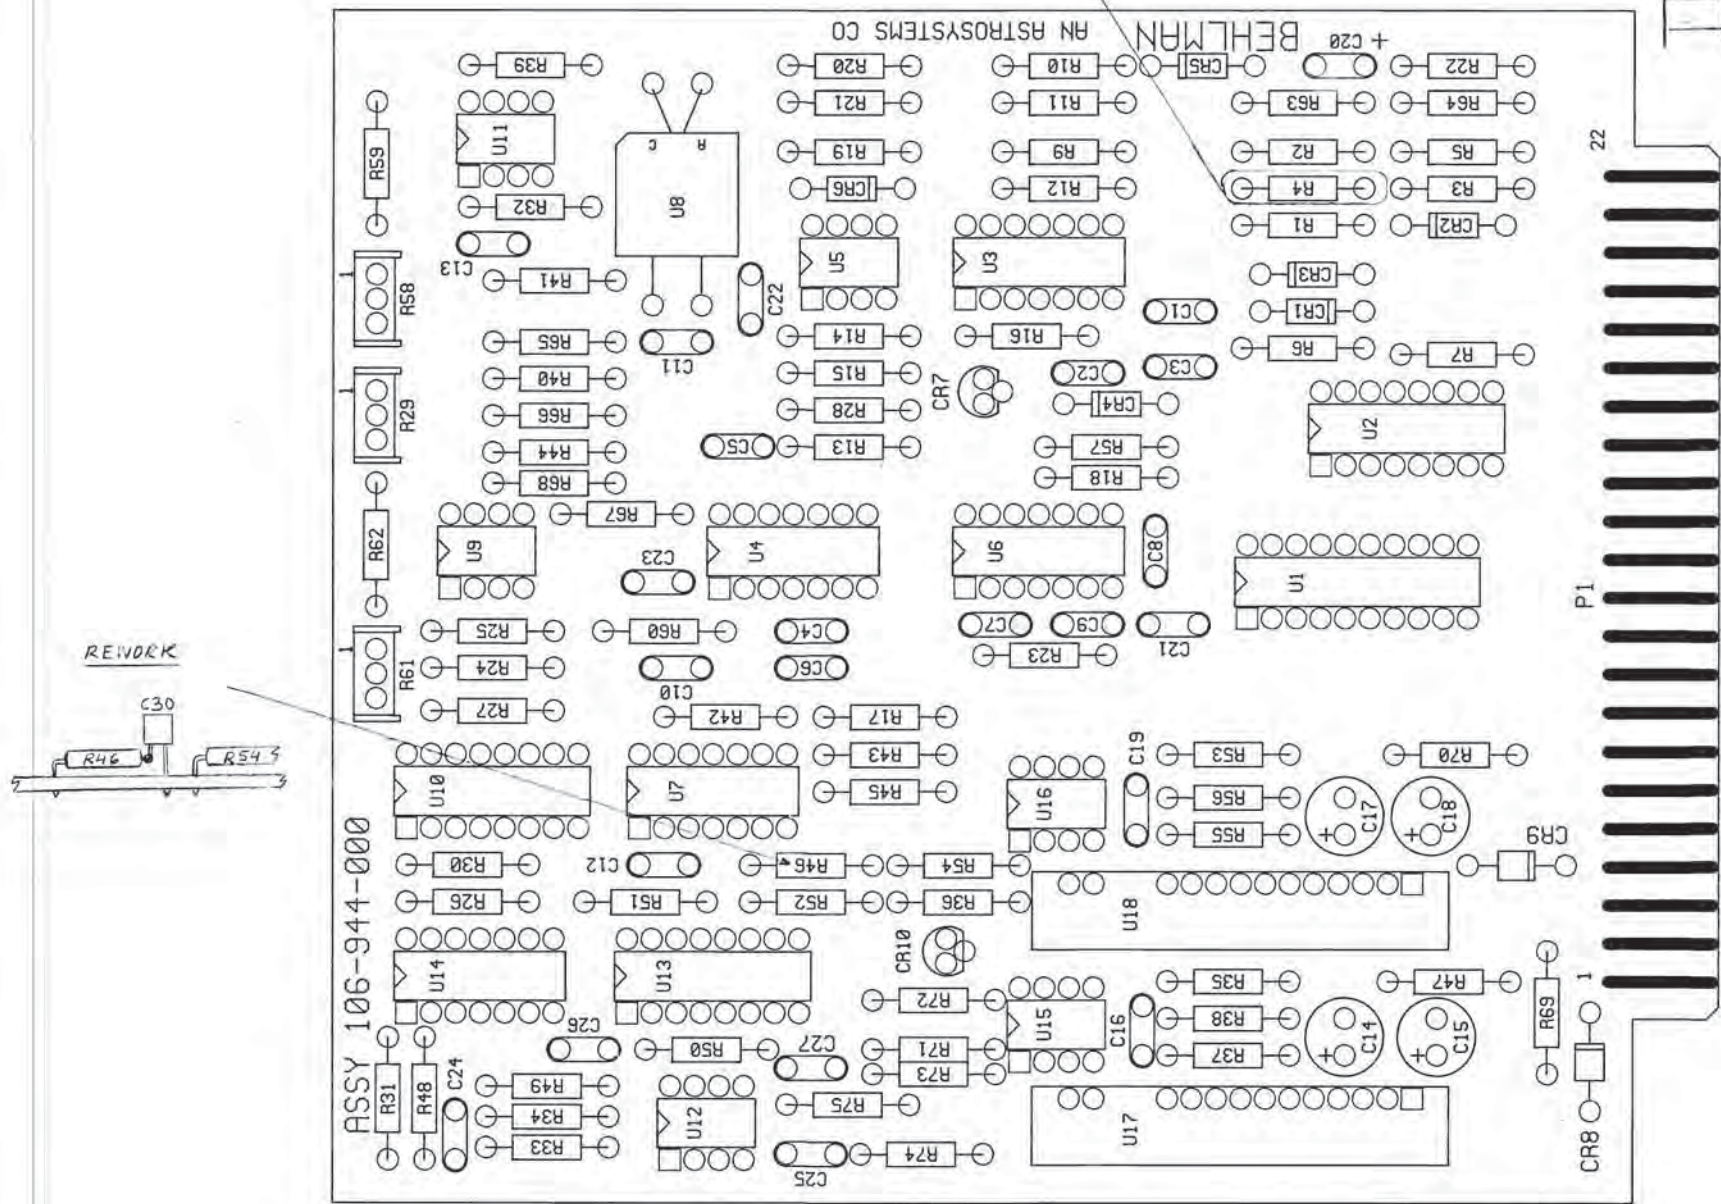 BEHLMAN
AN ASTROSYSTEMS CO
+ C20
R39
R20
R10
CR5
R22
R21
R11
R63
R64
R59
U11
C A
R19
R9
R2
R5
22
CR6
R12
R4
R3
R32
U8
R1
CR2
C13
U5
U3
1
R58
R41
C22
CR3
C1
CR1
R65
C11
R14
R16
R6
R7
R40
R15
C2
C3
1
R29
CR7
R66
R28
CR4
U2
R44
C5
R13
R57
R68
R18
R62
R67
U9
C23
U4
U6
C8
U1
P1
R25
R60
C4
C7
C9
C21
1
R61
R24
C10
C6
R23
REWORK
R27
R42
R17
C30
R46
R54
U10
U7
R43
R45
U16
C19
R53
R70
R56
R55
+ C17
+ C18
CR9
ASSY 106-944-000
R30
C12
R46
R54
R26
R51
R52
R36
U18
U14
U13
CR10
R35
R47
R72
U15
C16
R38
+ C14
+ C15
R69
1
C26
R50
C27
R71
R37
R73
R31
R48
C24
R49
R34
R33
U12
R75
U17
C25
R74
CR8